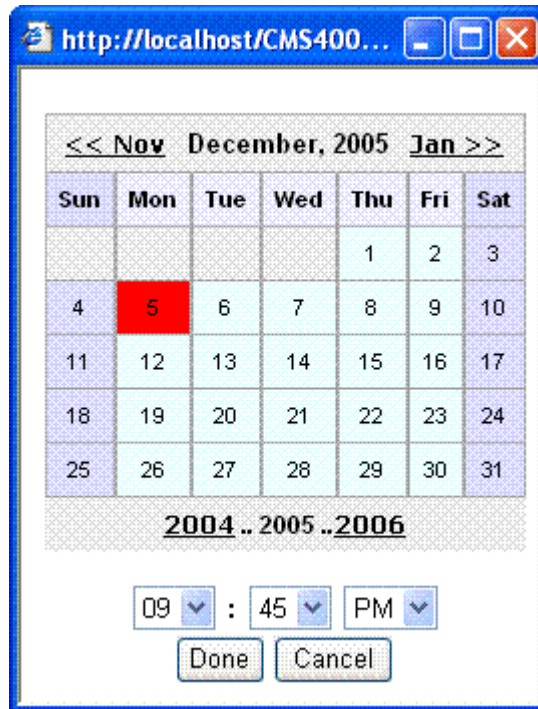 http://localhost/CMS400...
<< Nov December, 2005 Jan >>
Sun Mon Tue Wed Thu Fri Sat
1 2 3
4 5 6 7 8 9 10
11 12 13 14 15 16 17
18 19 20 21 22 23 24
25 26 27 28 29 30 31
2004 .. 2005 ..2006
09 : 45 PM
Done Cancel